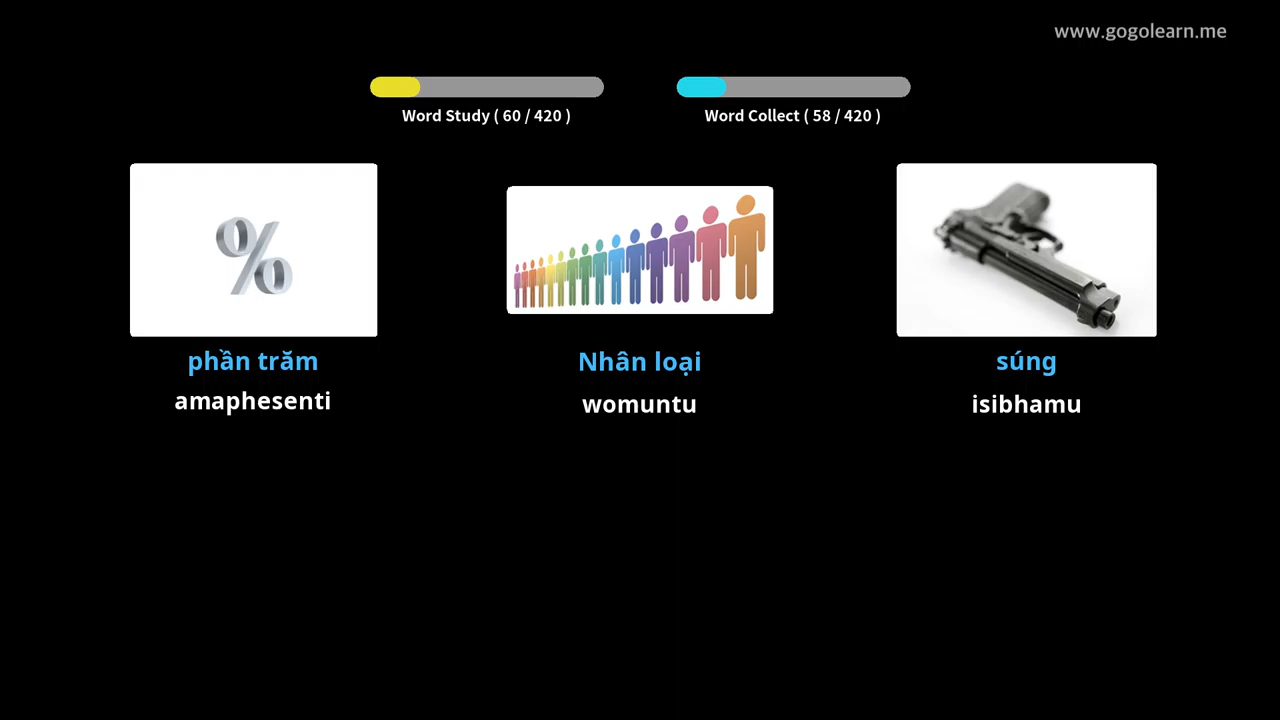 www.gogolearn.me
Word Study ( 60 / 420 )
Word Collect ( 58 / 420 )
%
phần trăm
amaphesenti
Nhân loại
womuntu
súng
isibhamu